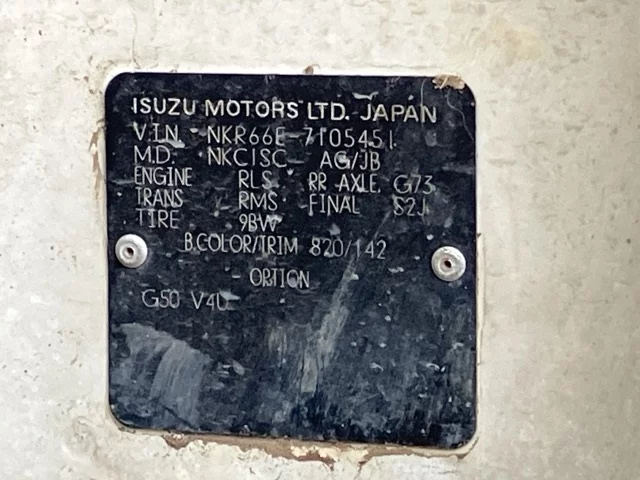 ISUZU MOTORS LTD. JAPAN
V.I.N. NKR66E-7105451
M.D. NKC1SC AG/JB
ENGINE RLS RR AXLE G73
TRANS RMS FINAL S2J
TIRE 9BW
B.COLOR/TRIM 820/142
OPTION
G50 V4U